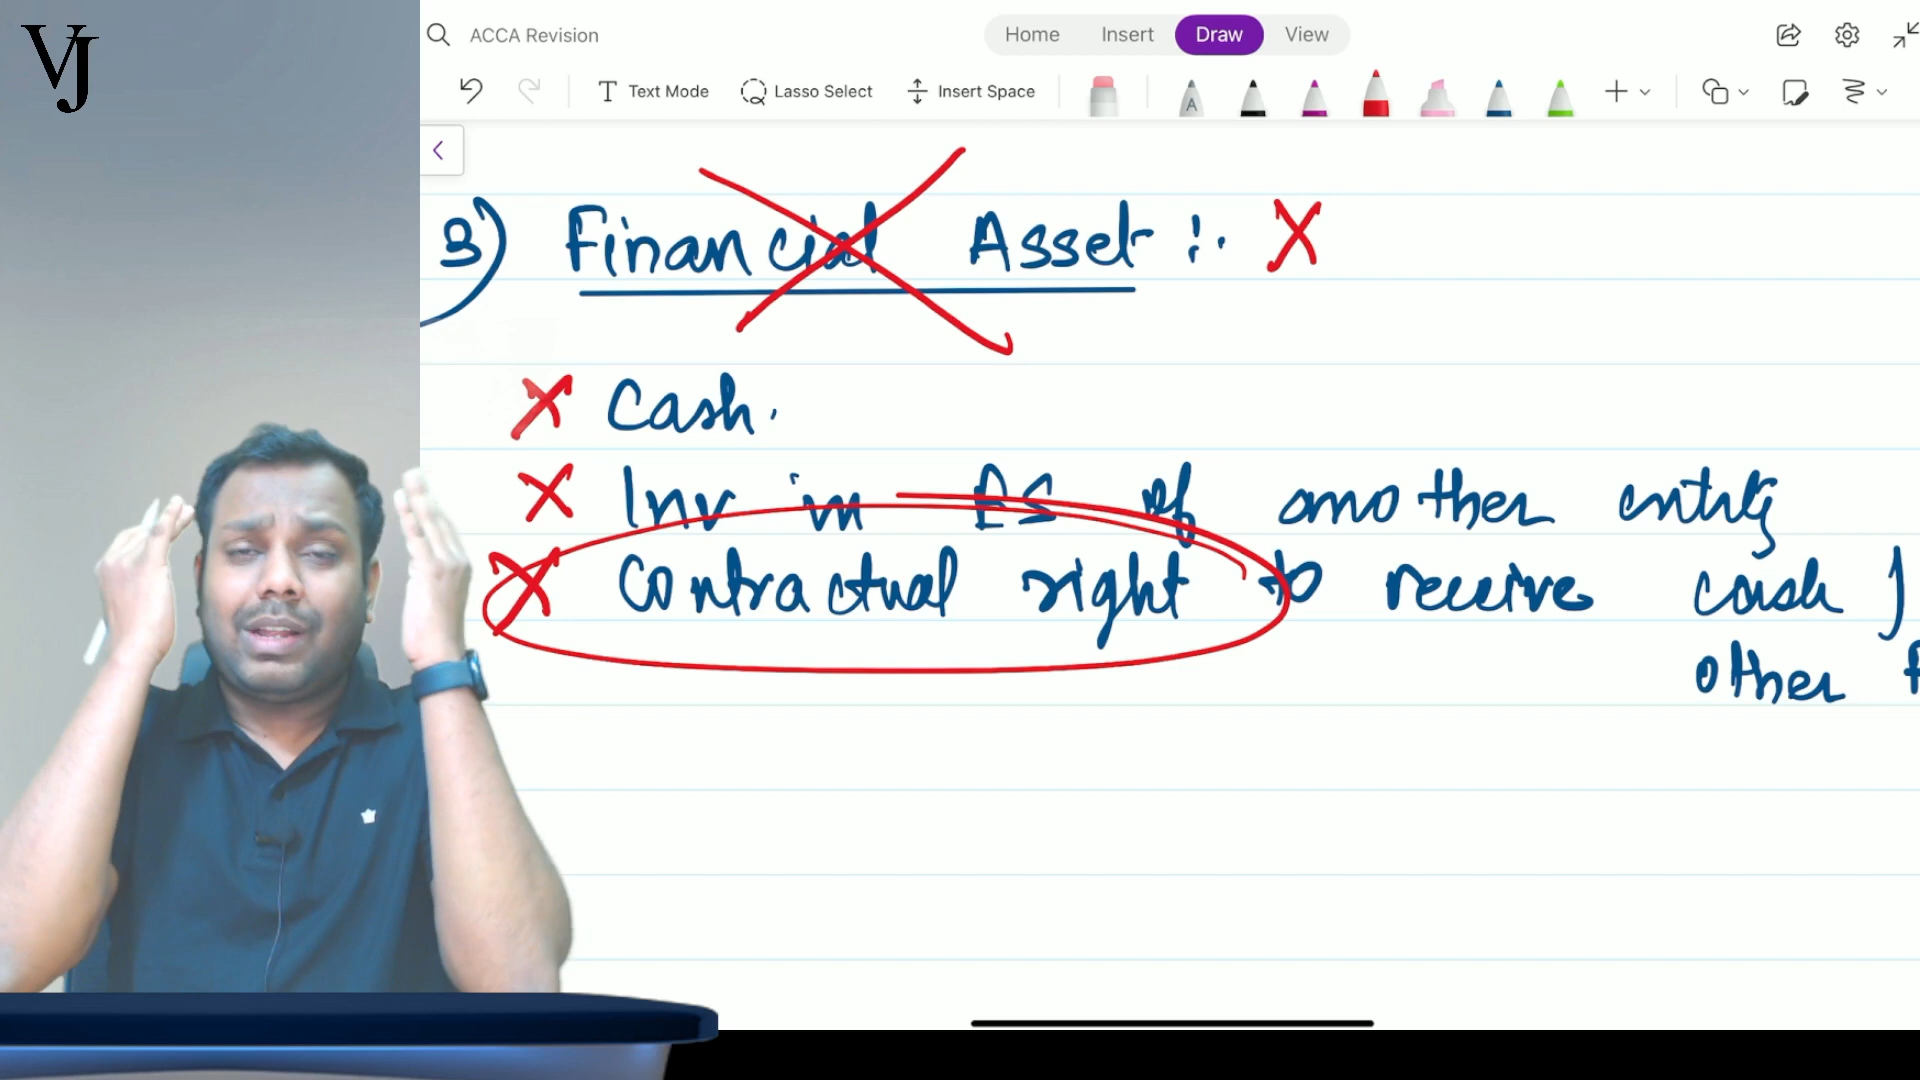 VJ
ACCA Revision
Home Insert Draw View
Text Mode Lasso Select Insert Space
A
3) Financial Asset :. X
X Cash.
X Inv in ES of another entity
X Contractual right to receive cash /
other